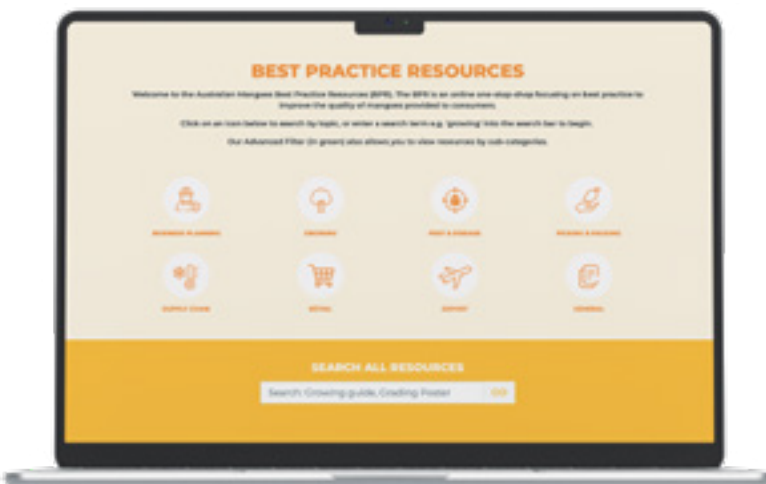 BEST PRACTICE RESOURCES
Welcome to the Australian Mangoes Best Practice Resources (BPR). The BPR is an online one-stop-shop focusing on best practice to
improve the quality of mangoes provided to consumers.
Click on an icon below to search by topic, or enter a search term e.g. 'growing' into the search bar to begin.
Our Advanced Filter (in green) also allows you to view resources by sub-categories.
BUSINESS PLANNING GROWING PEST & DISEASE PICKING & PACKING
SUPPLY CHAIN RETAIL EXPORT GENERAL
SEARCH ALL RESOURCES
Search: Growing guide, Grading Poster GO